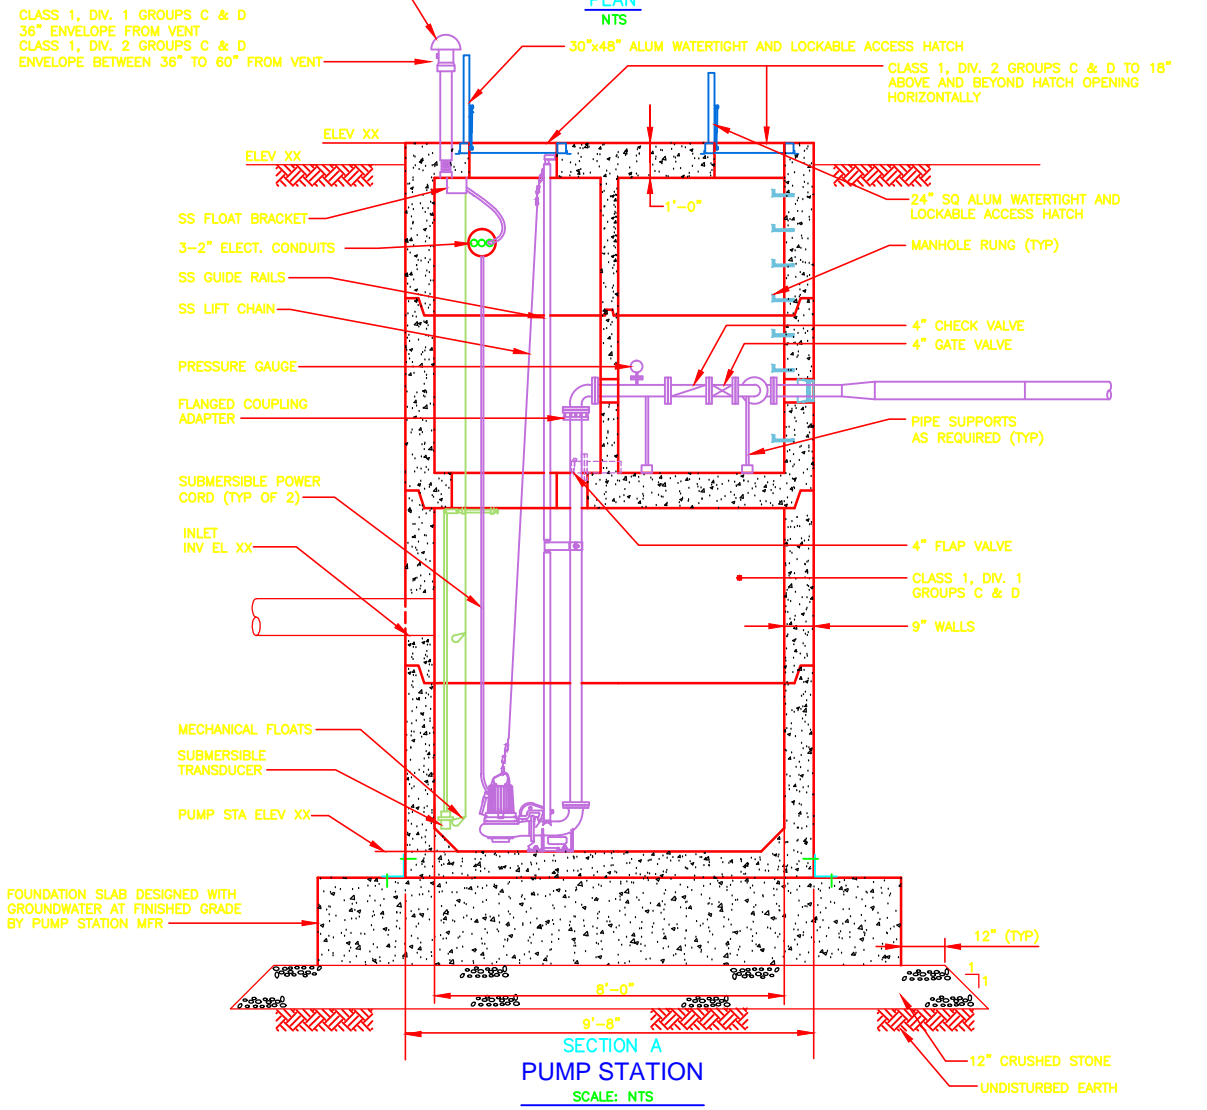 PLAN
NTS
CLASS 1, DIV. 1 GROUPS C & D
36" ENVELOPE FROM VENT
CLASS 1, DIV. 2 GROUPS C & D
ENVELOPE BETWEEN 36" TO 60" FROM VENT
30"x48" ALUM WATERTIGHT AND LOCKABLE ACCESS HATCH
CLASS 1, DIV. 2 GROUPS C & D TO 18"
ABOVE AND BEYOND HATCH OPENING
HORIZONTALLY
ELEV XX
ELEV XX
1'-0"
24" SQ ALUM WATERTIGHT AND
LOCKABLE ACCESS HATCH
SS FLOAT BRACKET
3-2" ELECT. CONDUITS
MANHOLE RUNG (TYP)
SS GUIDE RAILS
SS LIFT CHAIN
4" CHECK VALVE
4" GATE VALVE
PRESSURE GAUGE
FLANGED COUPLING
ADAPTER
PIPE SUPPORTS
AS REQUIRED (TYP)
SUBMERSIBLE POWER
CORD (TYP OF 2)
INLET
INV EL XX
4" FLAP VALVE
CLASS 1, DIV. 1
GROUPS C & D
9" WALLS
MECHANICAL FLOATS
SUBMERSIBLE
TRANSDUCER
PUMP STA ELEV XX
FOUNDATION SLAB DESIGNED WITH
GROUNDWATER AT FINISHED GRADE
BY PUMP STATION MFR
12" (TYP)
1
1
8'-0"
9'-8"
12" CRUSHED STONE
UNDISTURBED EARTH
SECTION A
PUMP STATION
SCALE: NTS